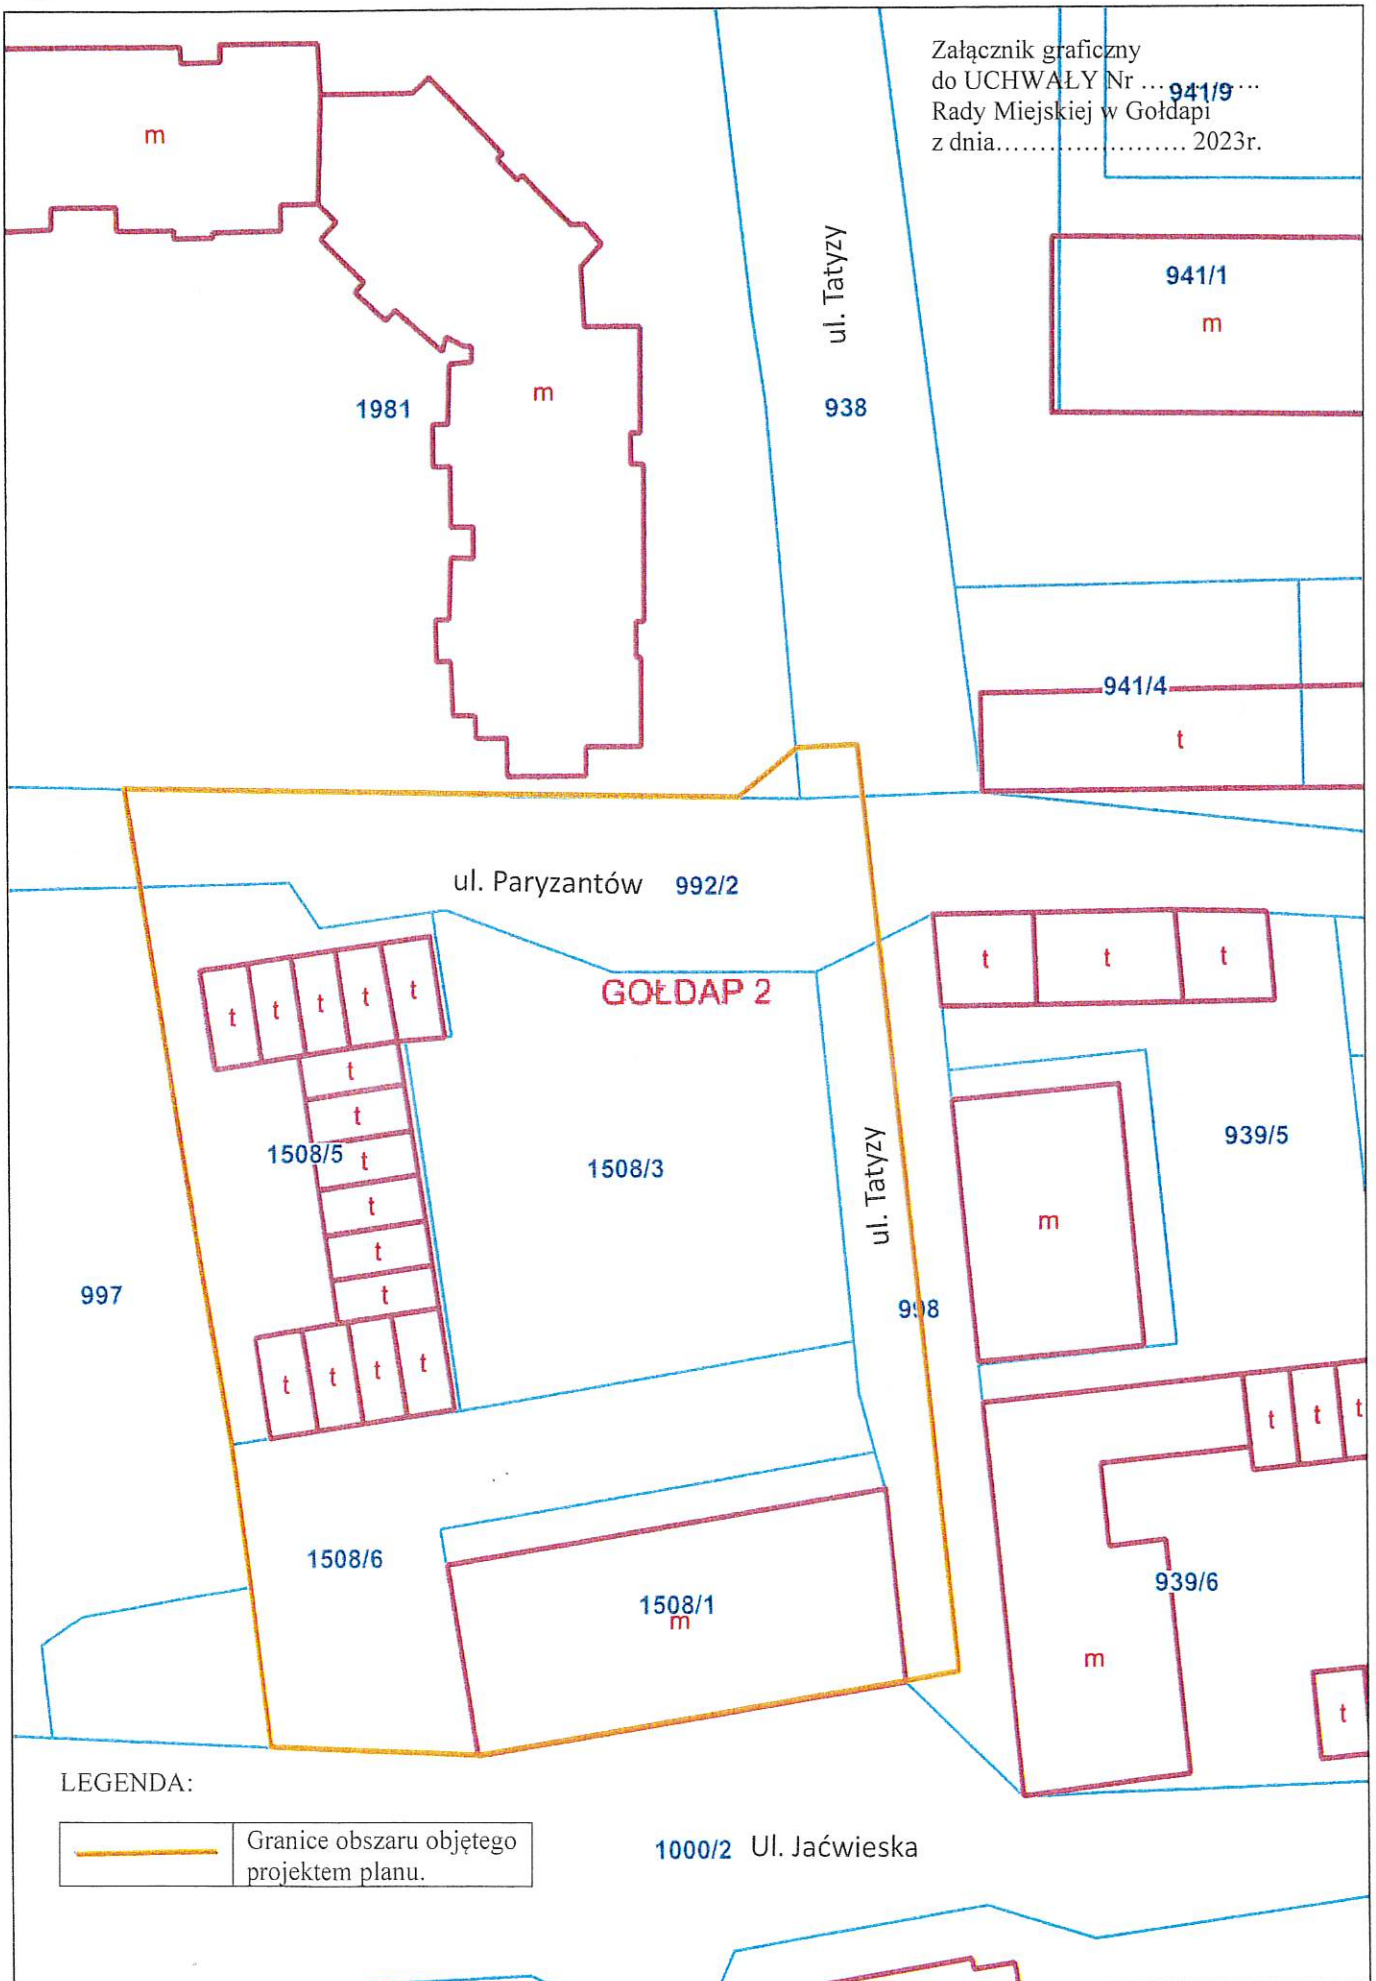 Załącznik graficzny
do UCHWAŁY Nr ….………..
Rady Miejskiej w Gołdapi
z dnia………………… 2023r.
941/9
m
ul. Tatyzy
941/1
m
m
1981
938
941/4
t
ul. Paryzantów 992/2
t t t
GOŁDAP 2
t t t t t
t
t
1508/5 t
939/5
1508/3
ul. Tatyzy
t
m
t
997
t
998
t t t t
t t t
1508/6
939/6
1508/1
m
m
t
LEGENDA:
Granice obszaru objętego
projektem planu.
1000/2 Ul. Jaćwieska